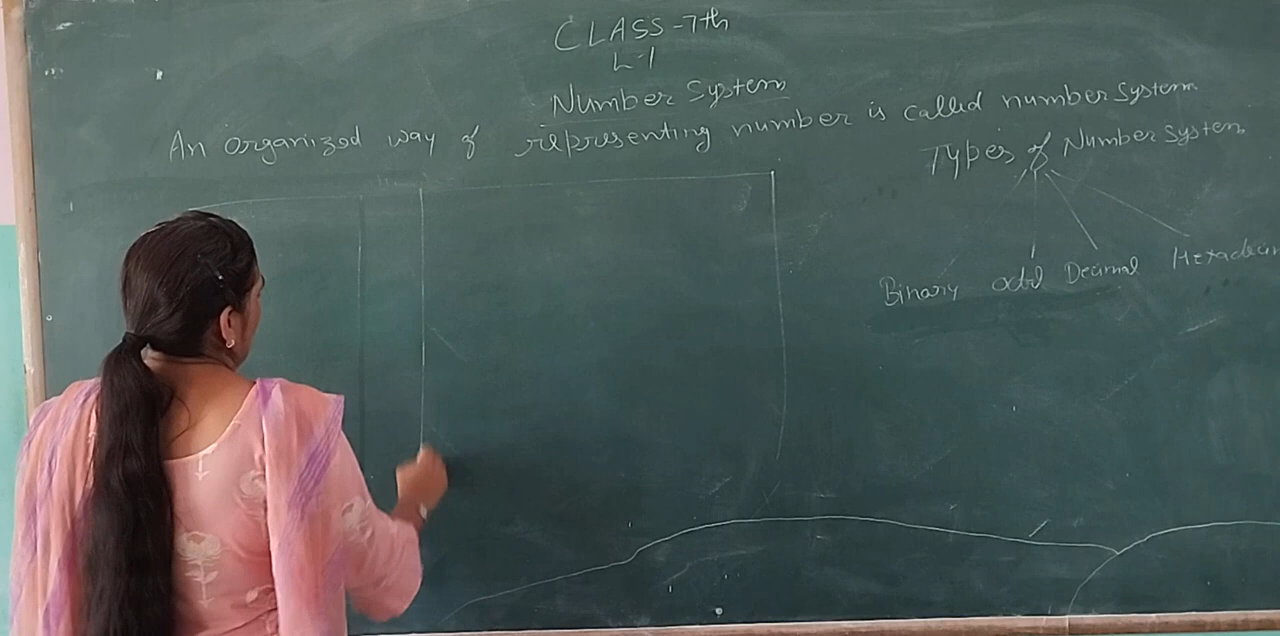 CLASS-7th
L-1
Number System
An organized way of representing number is called number system
Types of Number System
Binary octal Decimal Hexadecim